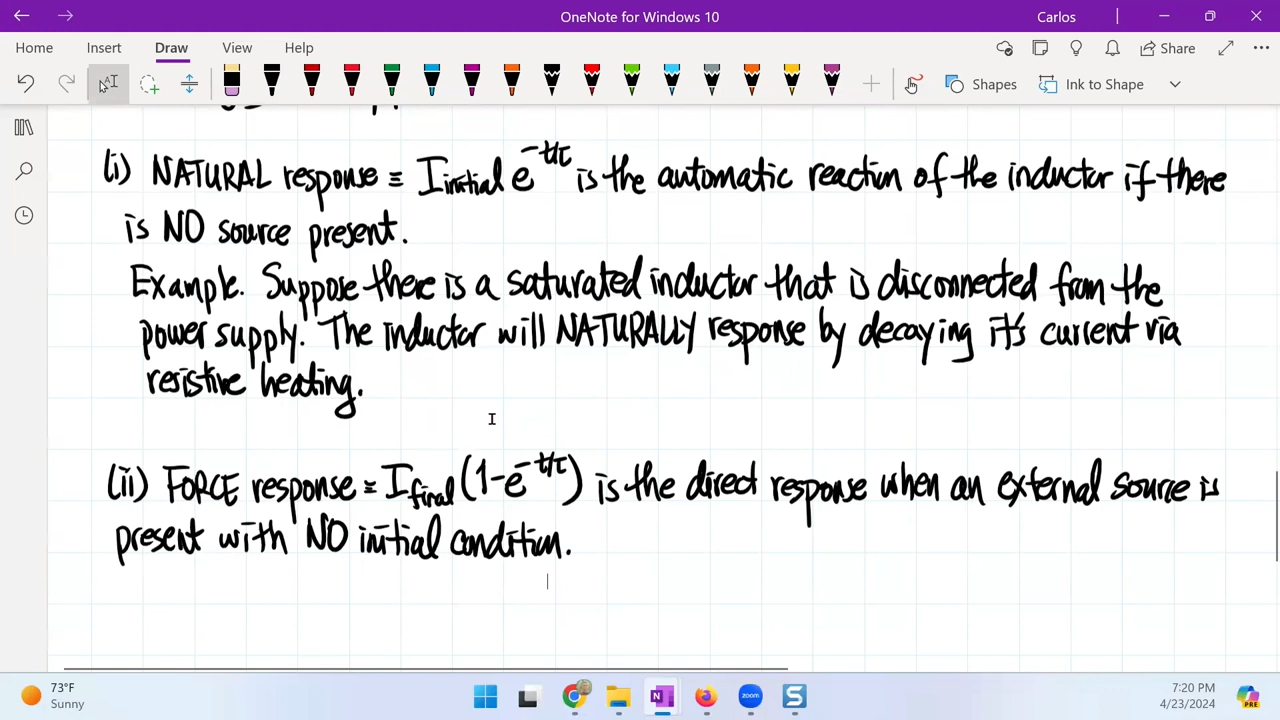 OneNote for Windows 10
Carlos
Home Insert Draw View Help
Share
Shapes Ink to Shape
(i) NATURAL response ≡ I initial e^-t/τ is the automatic reaction of the inductor if there
is NO source present.
Example. Suppose there is a saturated inductor that is disconnected from the
power supply. The inductor will NATURALLY response by decaying it's current via
resistive heating.
(ii) FORCE response ≡ I final (1-e^-t/τ) is the direct response when an external source is
present with NO initial condition.
73°F
Sunny
7:20 PM
4/23/2024
zoom
N
S
PRE